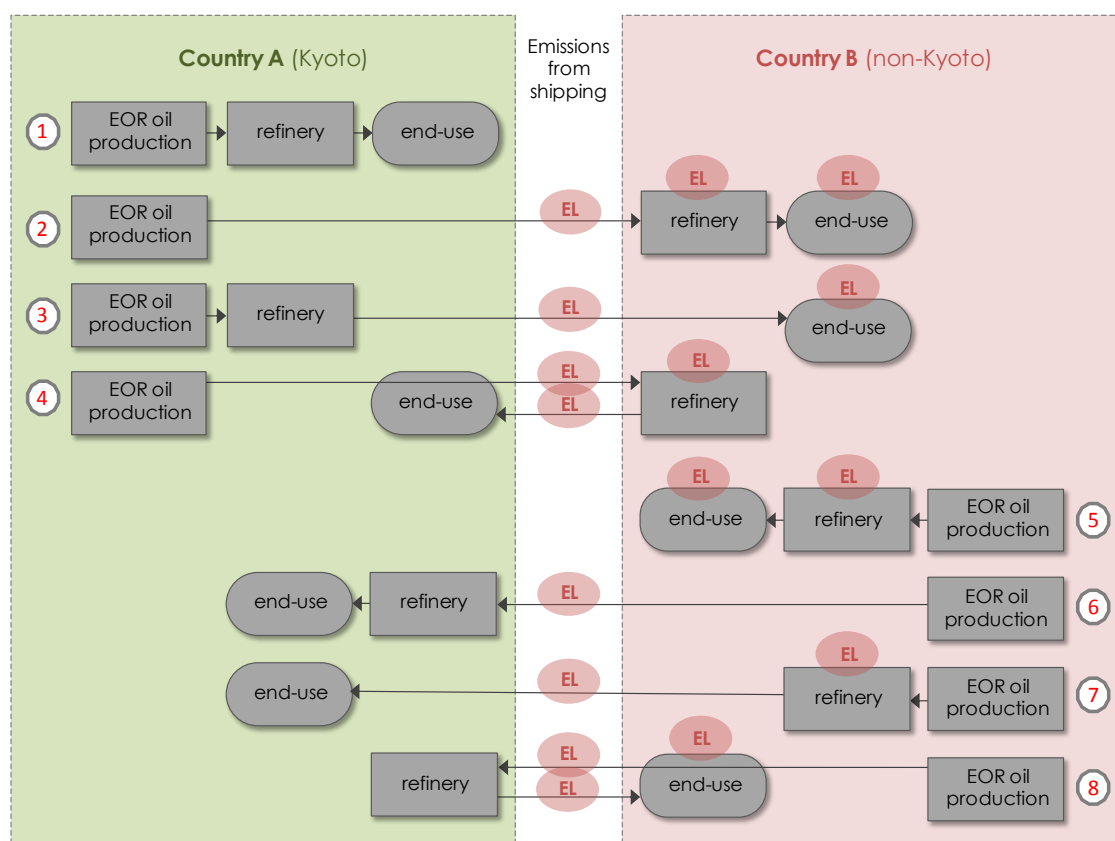 Country A (Kyoto)
Emissions
from
shipping
Country B (non-Kyoto)
1
EOR oil
production
refinery
end-use
2
EOR oil
production
EL
EL
refinery
EL
end-use
3
EOR oil
production
refinery
EL
EL
end-use
4
EOR oil
production
end-use
EL
EL
EL
refinery
EL
end-use
EL
refinery
EOR oil
production
5
end-use
refinery
EL
EOR oil
production
6
end-use
EL
EL
refinery
EOR oil
production
7
refinery
EL
EL
EL
end-use
EOR oil
production
8